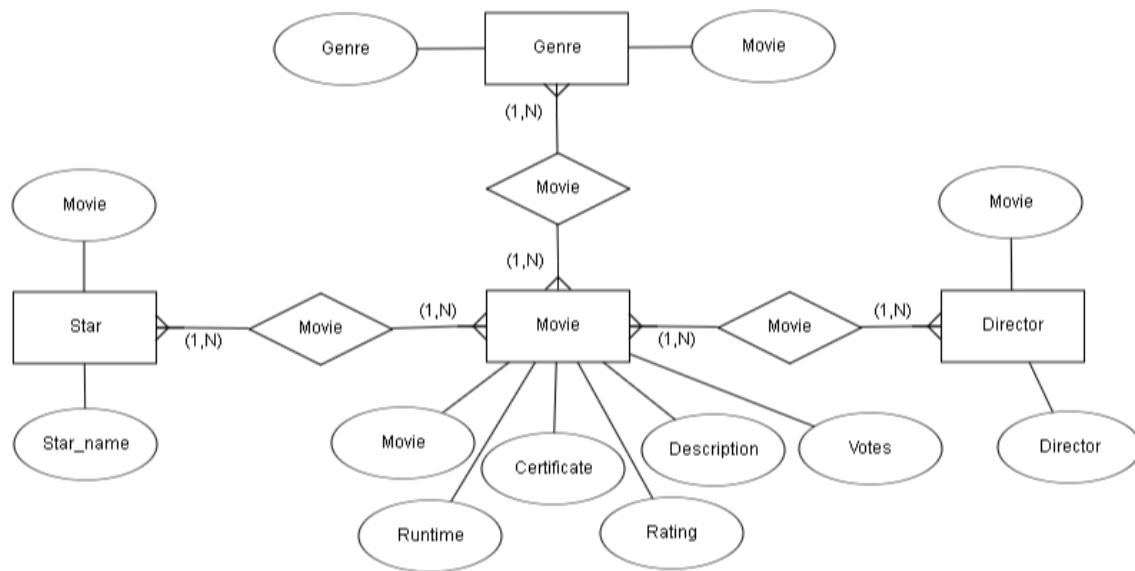 Genre
Genre
Movie
(1,N)
Movie
Movie
Movie
(1,N)
Star
(1,N)
Movie
(1,N)
Movie
(1,N)
Movie
(1,N)
Director
Star_name
Movie
Certificate
Description
Votes
Director
Runtime
Rating